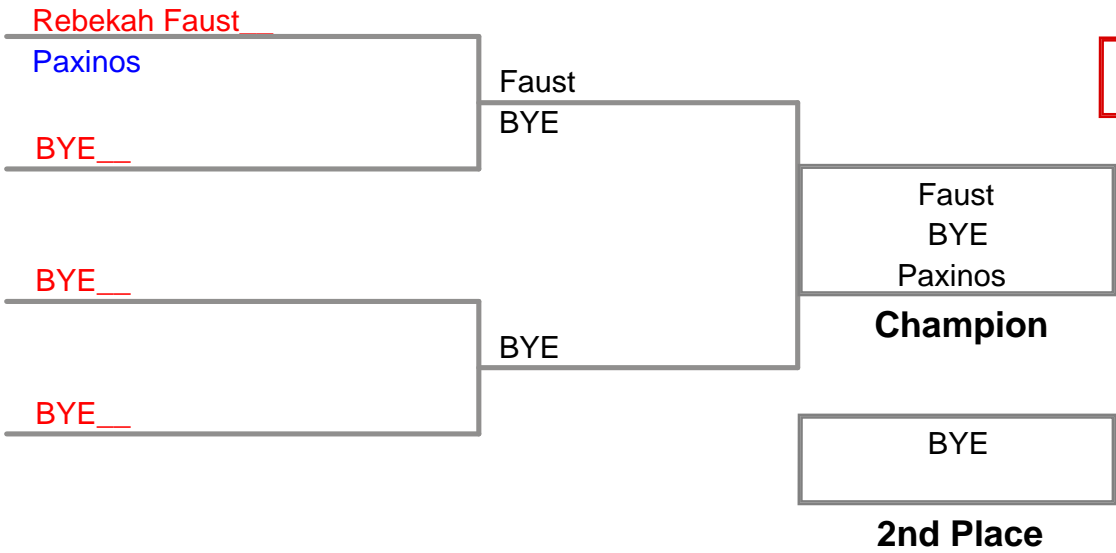 Rebekah Faust__
Paxinos
BYE__
BYE__
BYE__
Faust
BYE
BYE
Faust
BYE
Paxinos
Champion
BYE
2nd Place